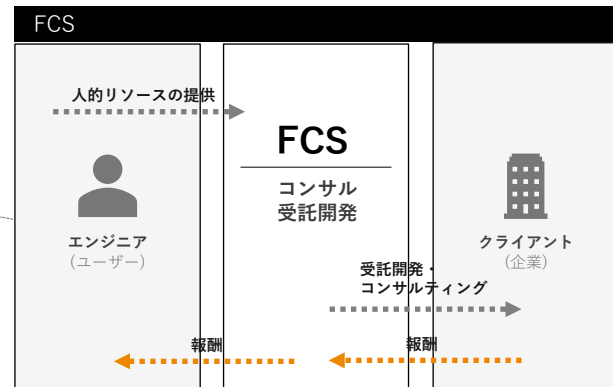 FCS
人的リソースの提供
FCS
コンサル
受託開発
エンジニア
(ユーザー)
クライアント
(企業)
受託開発・
コンサルティング
報酬
報酬